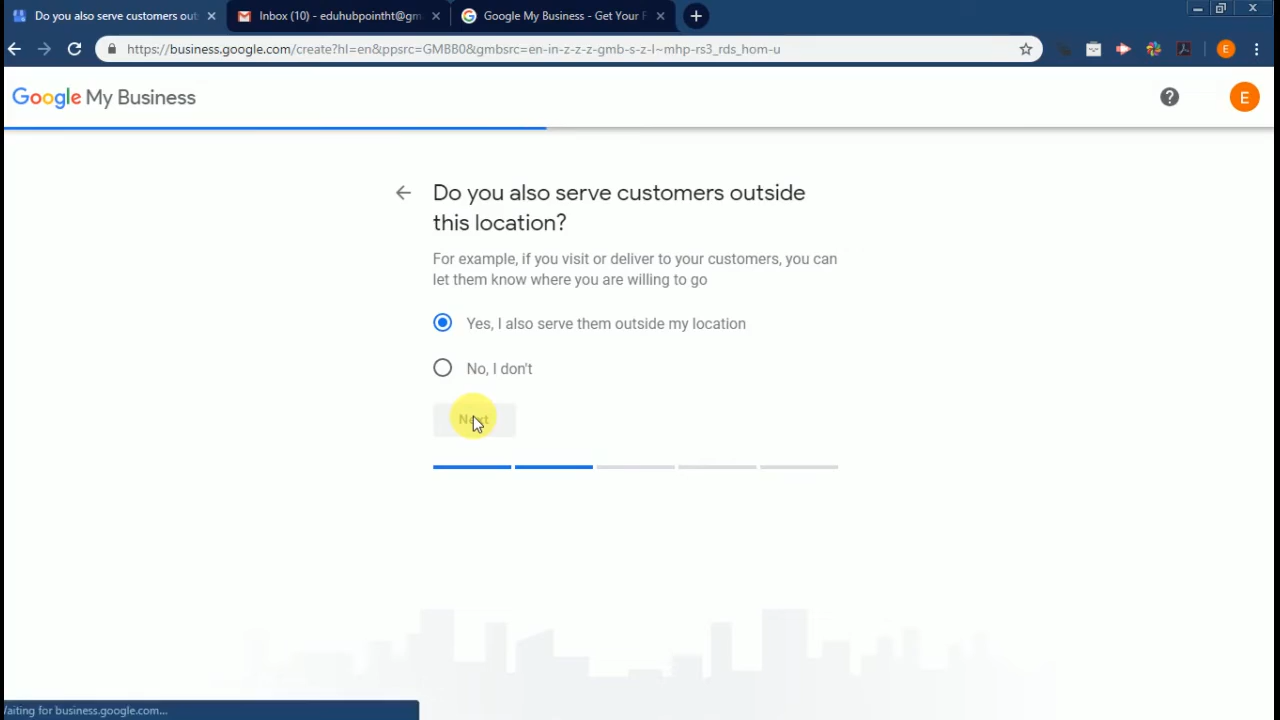 Do you also serve customers out
Inbox (10) - eduhubpointht@gm
Google My Business - Get Your F
https://business.google.com/create?hl=en&ppsrc=GMBB0&gmbsrc=en-in-z-z-z-gmb-s-z-l~mhp-rs3_rds_hom-u
E
Google My Business
E
Do you also serve customers outside
this location?
For example, if you visit or deliver to your customers, you can
let them know where you are willing to go
Yes, I also serve them outside my location
No, I don't
Next
aiting for business.google.com...